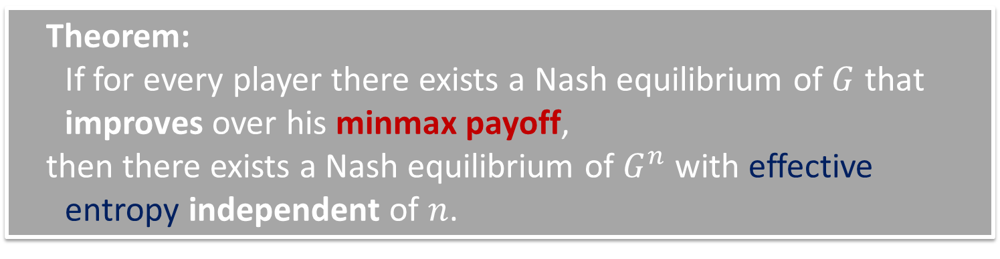 Theorem:
If for every player there exists a Nash equilibrium of G that
improves over his minmax payoff,
then there exists a Nash equilibrium of Gⁿ with effective
entropy independent of n.